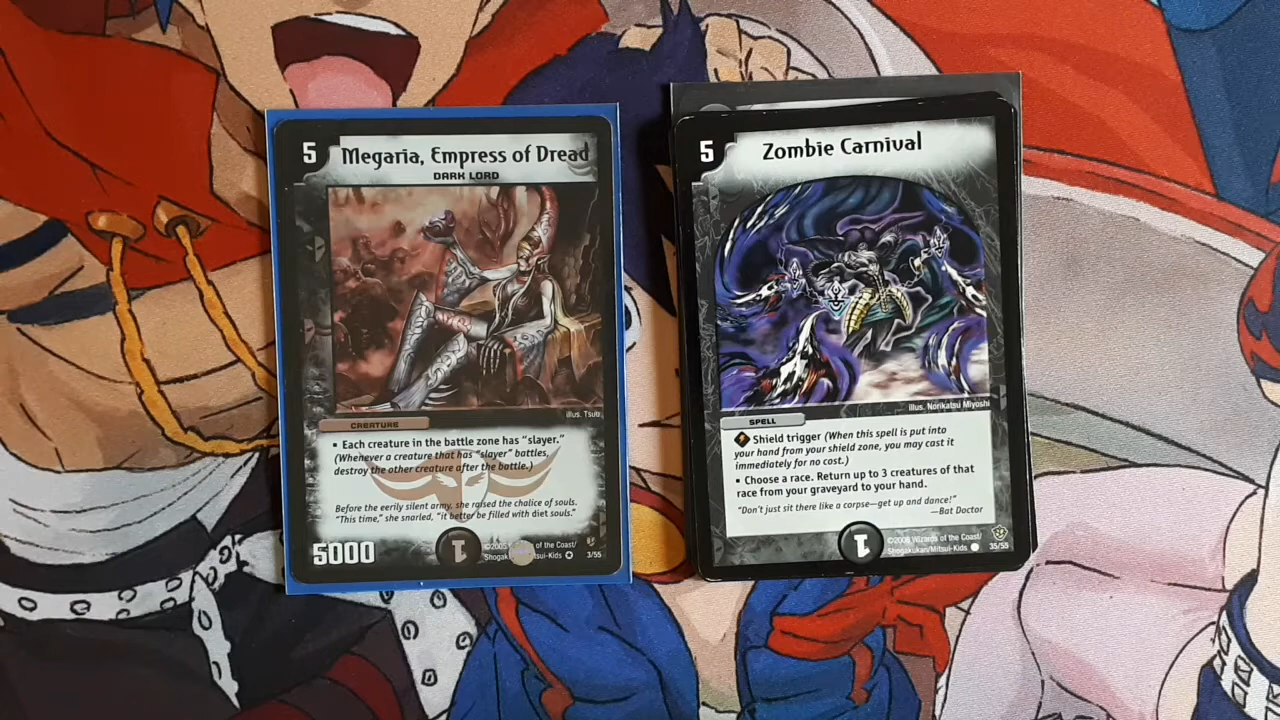 5
Megaria, Empress of Dread
DARK LORD
illus. Tsutu
CREATURE
▪ Each creature in the battle zone has "slayer."
(Whenever a creature that has "slayer" battles,
destroy the other creature after the battle.)
Before the eerily silent army, she raised the chalice of souls.
"This time," she snarled, "it better be filled with diet souls."
5000
1
of the Coast/
3/55
5
Zombie Carnival
illus. Norikatsu Miyoshi
SPELL
Shield trigger (When this spell is put into
your hand from your shield zone, you may cast it
immediately for no cost.)
▪ Choose a race. Return up to 3 creatures of that
race from your graveyard to your hand.
"Don't just sit there like a corpse—get up and dance!"
—Bat Doctor
1
Wizards of the Coast/
Shogakukan/Mitsui-Kids
35/55